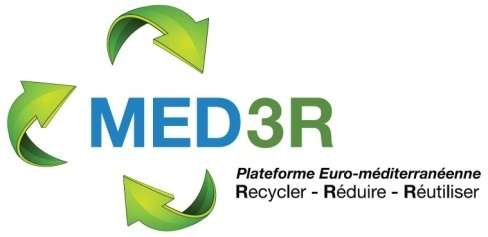 MED3R
Plateforme Euro-méditerranéenne
Recycler - Réduire - Réutiliser